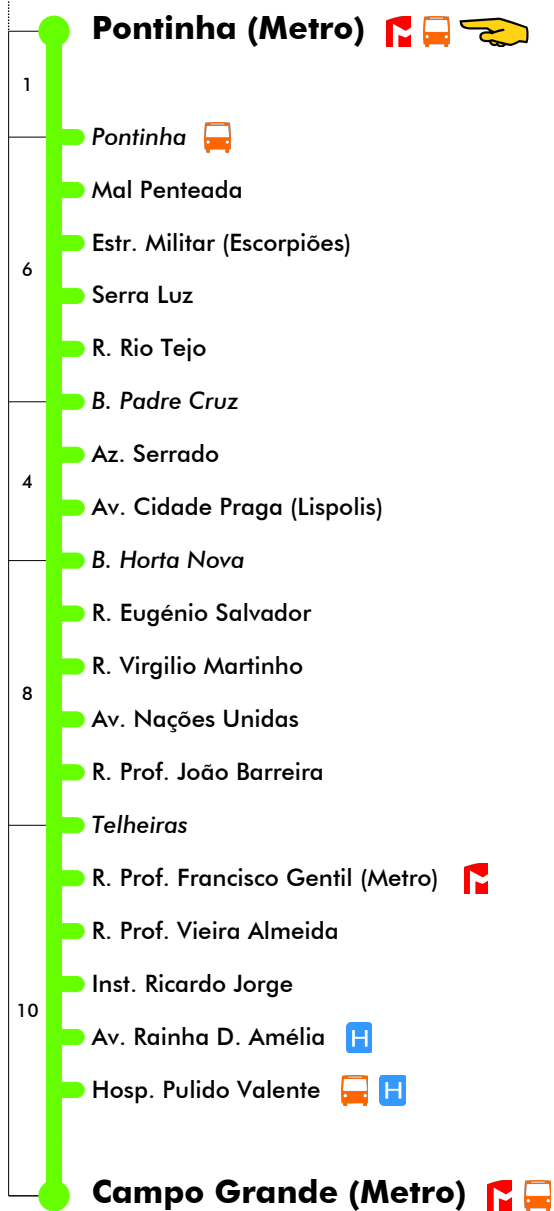 Pontinha (Metro)
1
Pontinha
Mal Penteada
Estr. Militar (Escorpiões)
6
Serra Luz
R. Rio Tejo
B. Padre Cruz
Az. Serrado
4
Av. Cidade Praga (Lispolis)
B. Horta Nova
R. Eugénio Salvador
R. Virgilio Martinho
8
Av. Nações Unidas
R. Prof. João Barreira
Telheiras
R. Prof. Francisco Gentil (Metro)
R. Prof. Vieira Almeida
Inst. Ricardo Jorge
10
Av. Rainha D. Amélia H
Hosp. Pulido Valente H
Campo Grande (Metro)